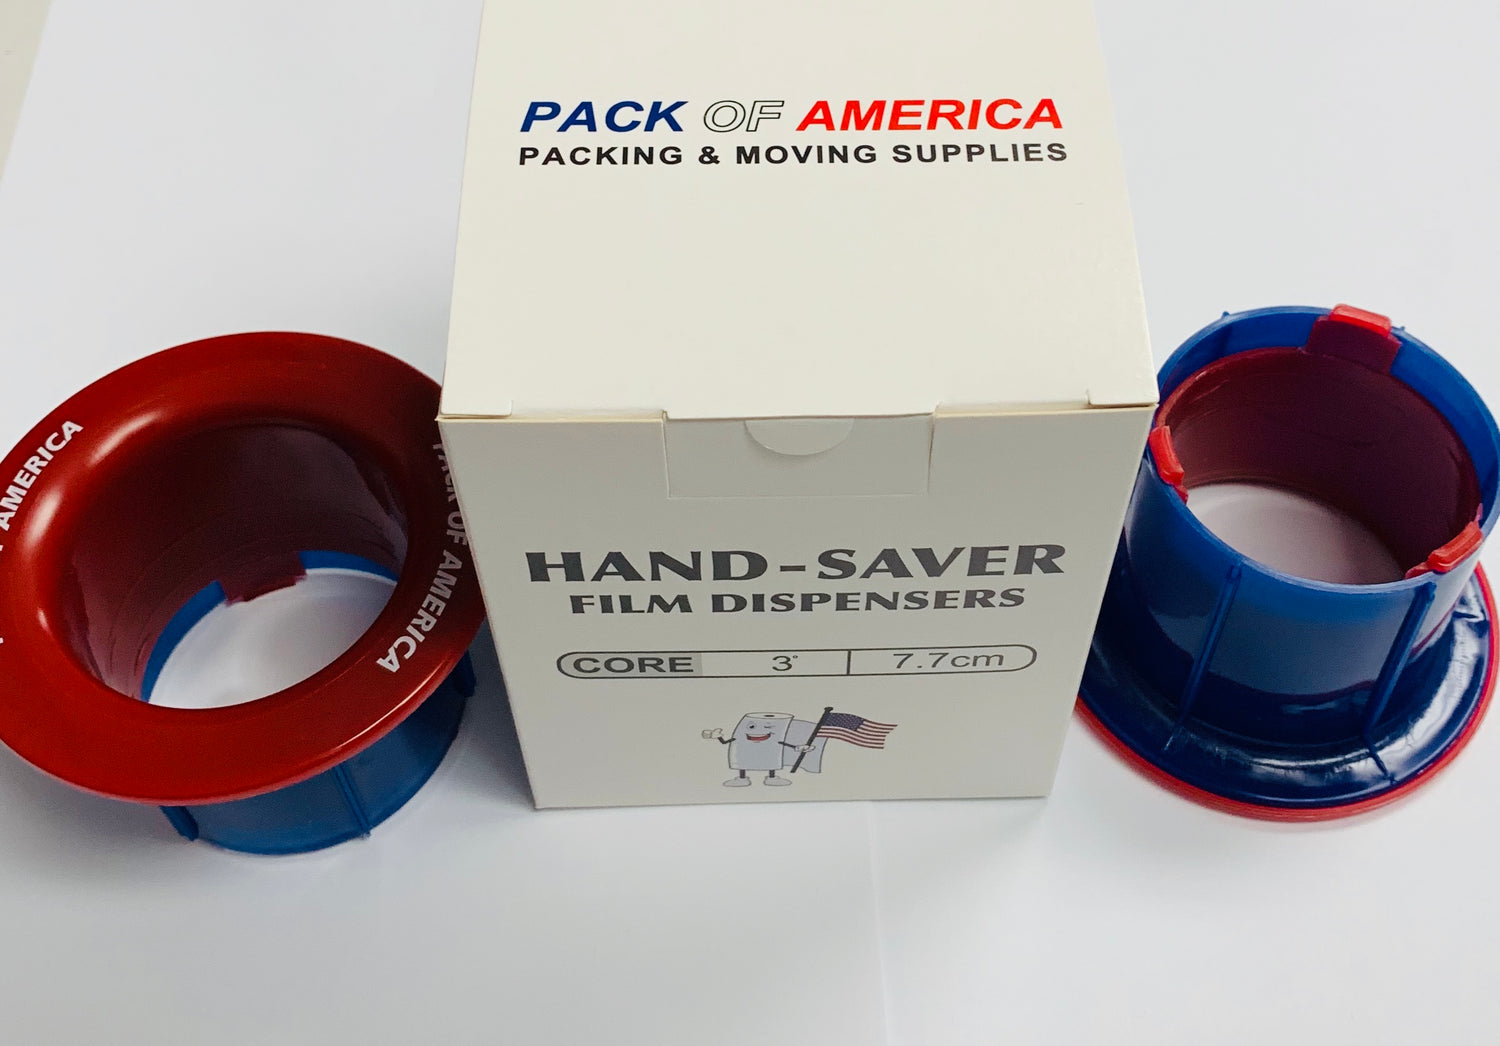 PACK OF AMERICA
PACKING & MOVING SUPPLIES
AMERICA
PACK OF AMERICA
HAND-SAVER
FILM DISPENSERS
CORE 3" 7.7cm